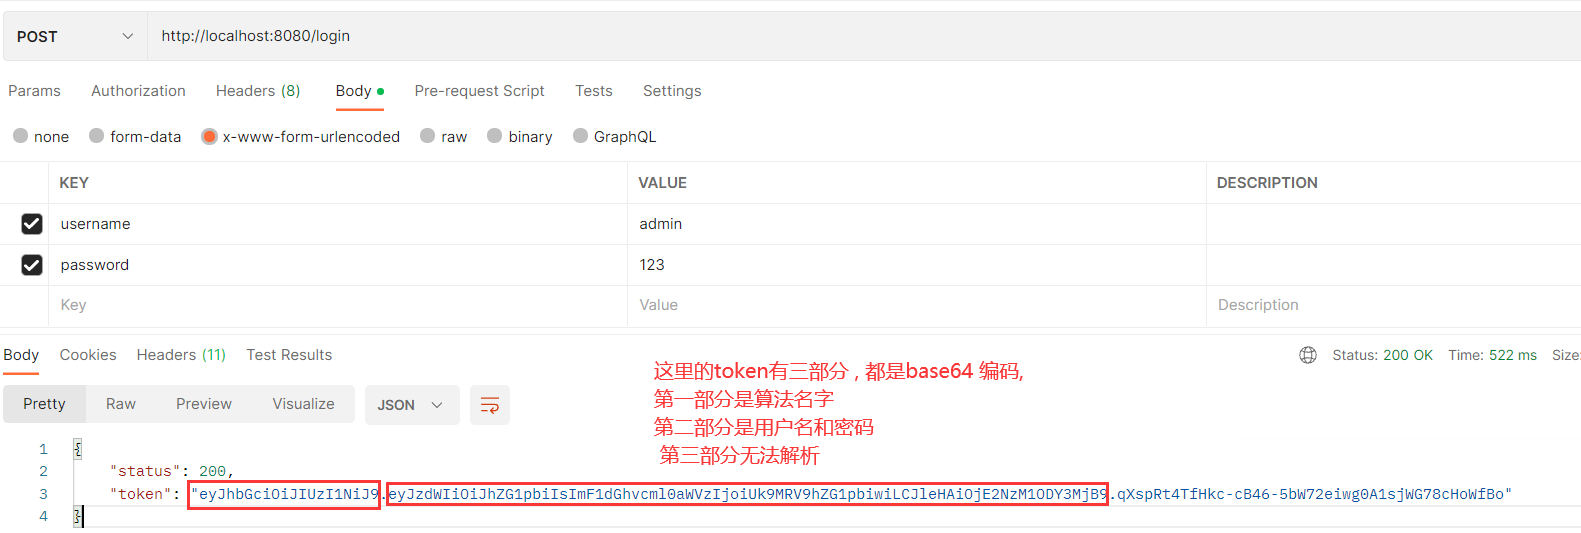 POST http://localhost:8080/login
Params Authorization Headers (8) Body Pre-request Script Tests Settings
none form-data x-www-form-urlencoded raw binary GraphQL
KEY VALUE DESCRIPTION
username admin
password 123
Key Value Description
Body Cookies Headers (11) Test Results Status: 200 OK Time: 522 ms Size:
这里的token有三部分 , 都是base64 编码,
第一部分是算法名字
第二部分是用户名和密码
第三部分无法解析
Pretty Raw Preview Visualize JSON
1 {
2 "status": 200,
3 "token": "eyJhbGciOiJIUzI1NiJ9.eyJzdWIiOiJhZG1pbiIsImF1dGhvcml0aWVzIjoiUk9MRV9hZG1pbiwiLCJleHAiOjE2NzM1ODY3MjB9.qXspRt4TfHkc-cB46-5bW72eiwg0A1sjWG78cHoWfBo"
4 }